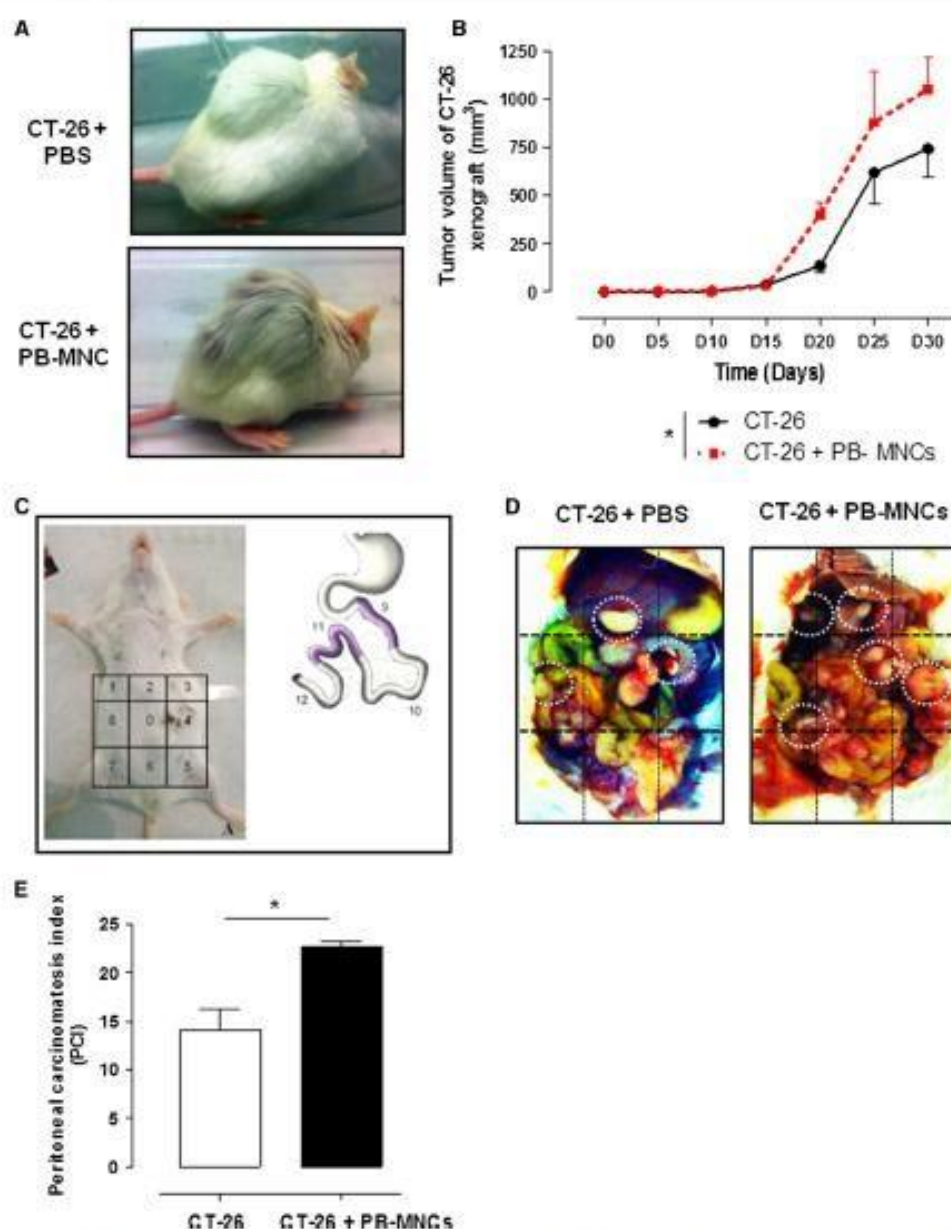 A
CT-26 +
PBS
CT-26 +
PB-MNC
B
Tumor volume of CT-26
xenograft (mm3)
1250
1000
750
500
250
0
D0 D5 D10 D15 D20 D25 D30
Time (Days)
*
CT-26
CT-26 + PB- MNCs
C
1 2 3
8 0 4
7 6 5
A
9
11
12
10
D
CT-26 + PBS
CT-26 + PB-MNCs
E
Peritoneal carcinomatosis index
(PCI)
25
20
15
10
5
0
*
CT-26
CT-26 + PB-MNCs